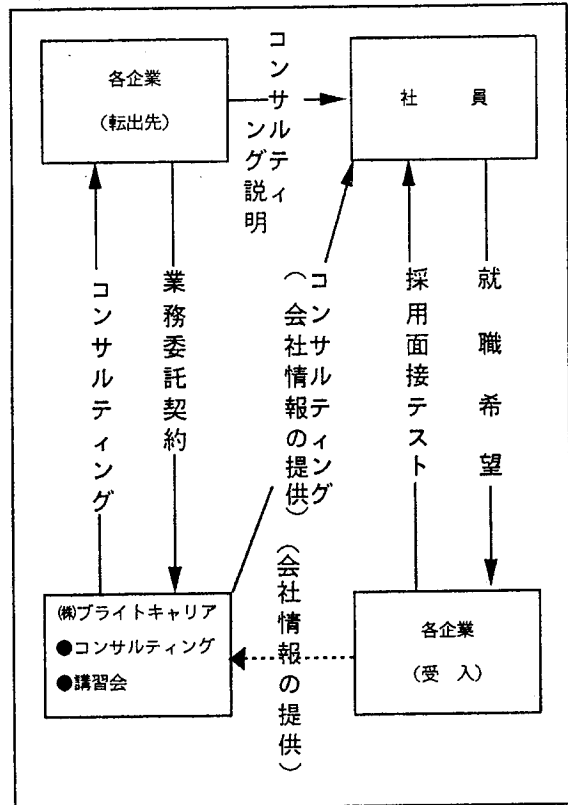 各企業
(転出先)
コンサルティ
ング説明
社 員
コンサルティング
業務委託契約
コンサルティング
(会社情報の提供)
採用面接テスト
就職希望
㈱ブライトキャリア
●コンサルティング
●講習会
(会社情報の提供)
各企業
(受 入)